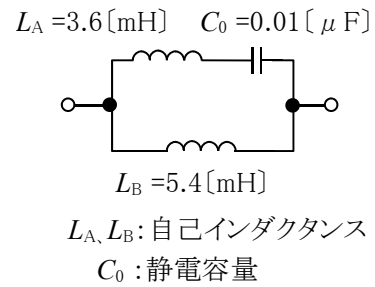 L_A =3.6〔mH〕 C_0 =0.01〔μF〕
L_B =5.4〔mH〕
L_A、L_B:自己インダクタンス
C_0 :静電容量